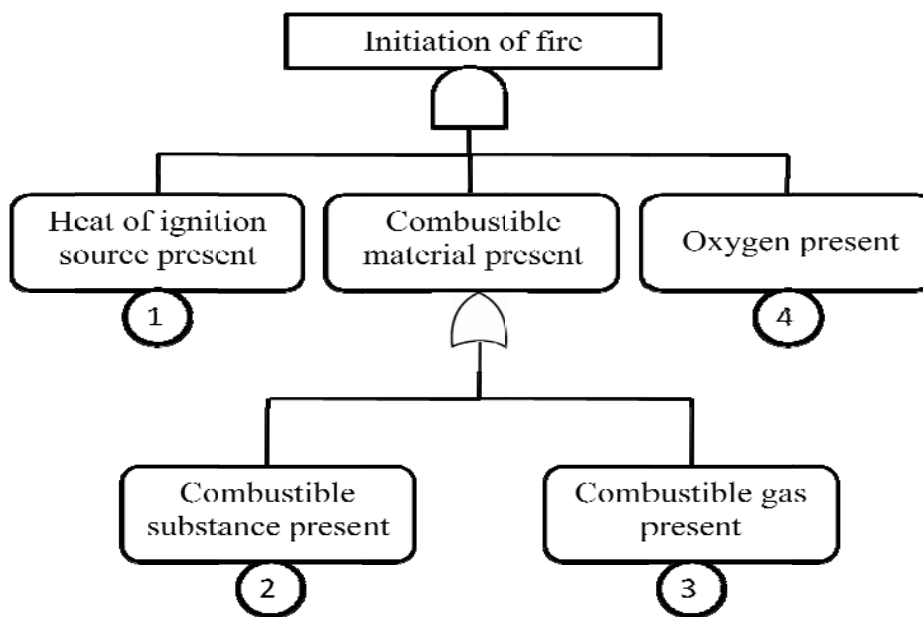 Initiation of fire
Heat of ignition
source present
Combustible
material present
Oxygen present
1
4
Combustible
substance present
Combustible gas
present
2
3